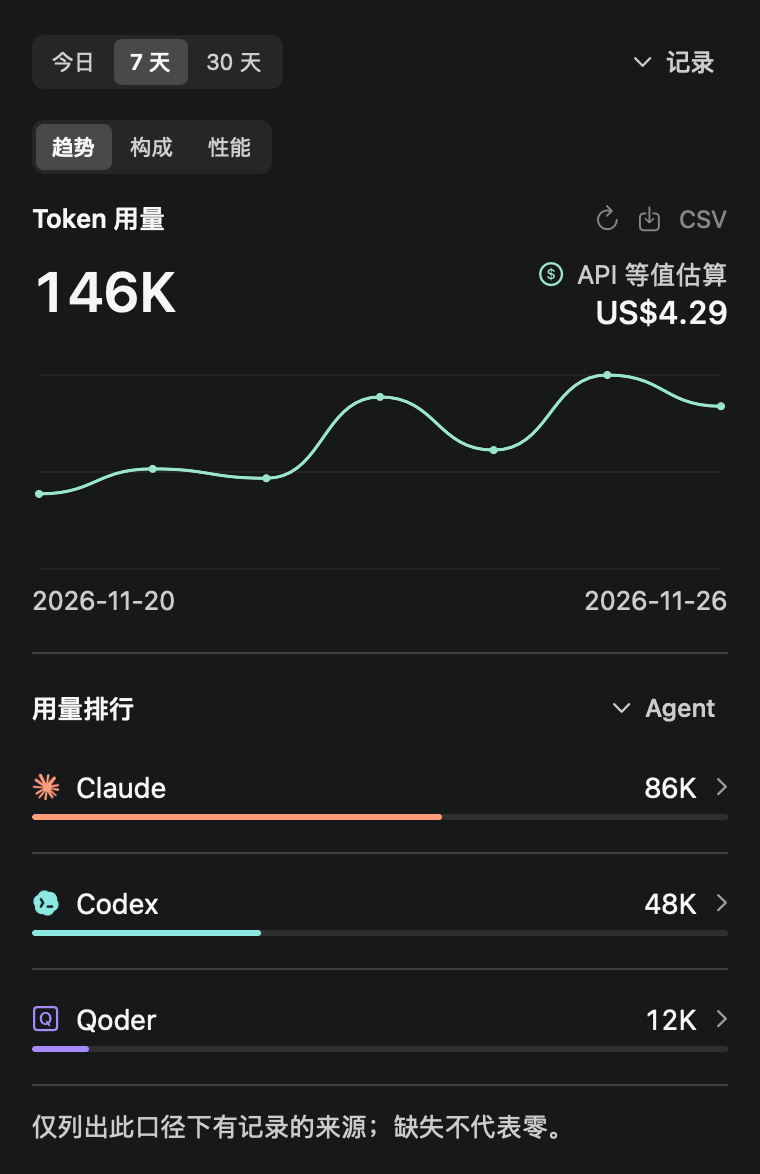 今日 7 天 30 天 记录
趋势 构成 性能
Token 用量 CSV
146K
API 等值估算
US$4.29
2026-11-20 2026-11-26
用量排行 Agent
Claude 86K
Codex 48K
Qoder 12K
仅列出此口径下有记录的来源；缺失不代表零。